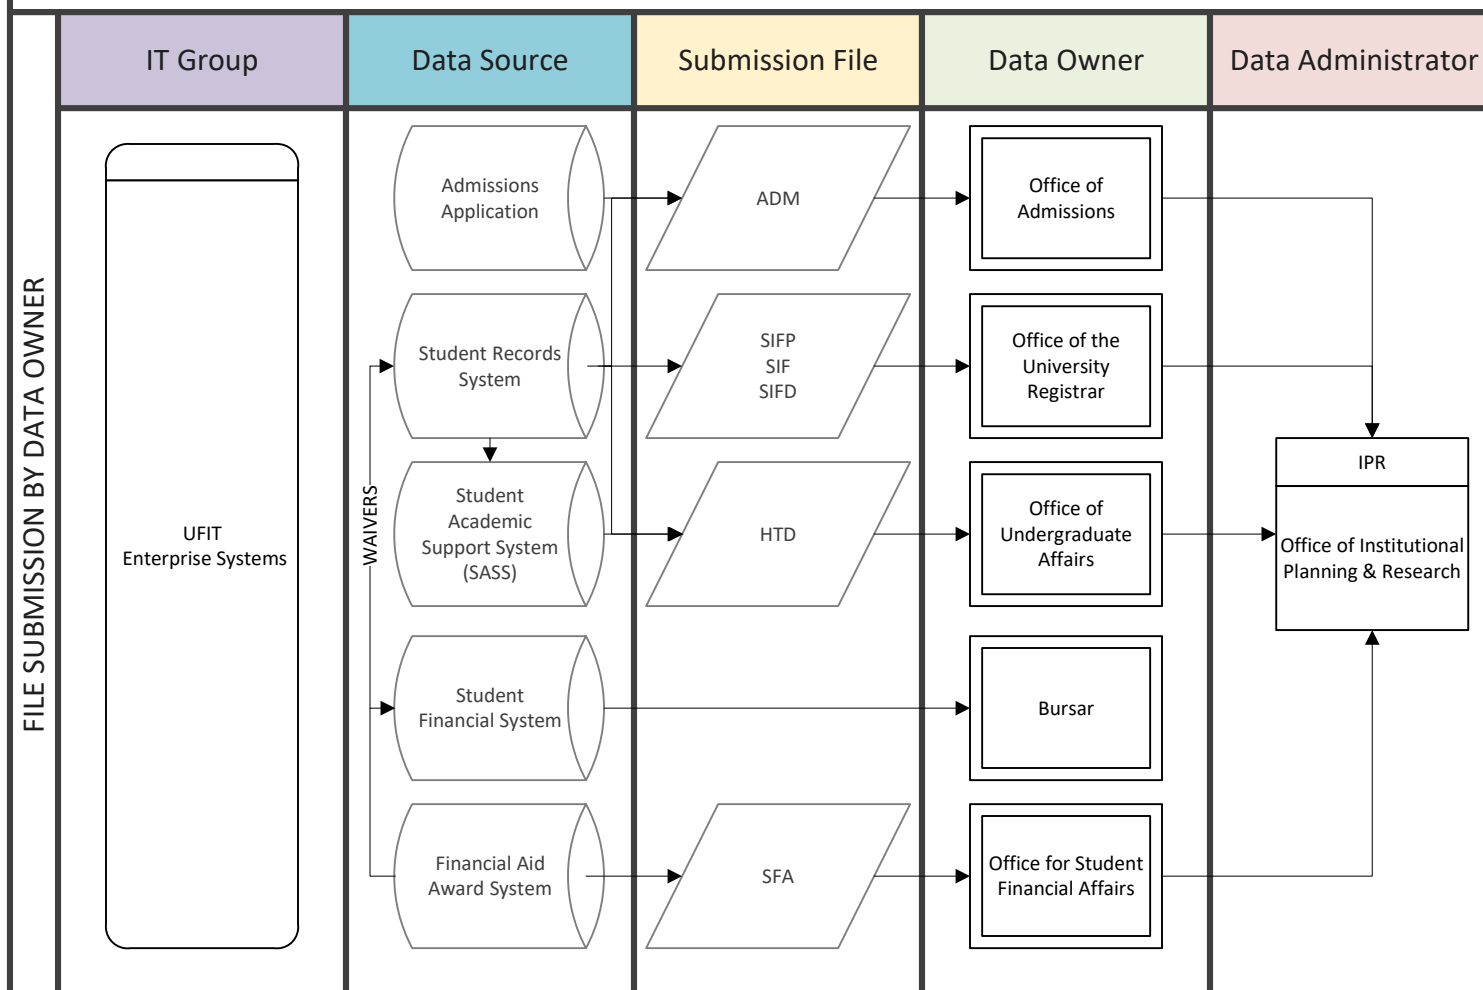 IT Group
Data Source
Submission File
Data Owner
Data Administrator
FILE SUBMISSION BY DATA OWNER
UFIT
Enterprise Systems
Admissions
Application
ADM
Office of
Admissions
Student Records
System
SIFP
SIF
SIFD
Office of the
University
Registrar
WAIVERS
Student
Academic
Support System
(SASS)
HTD
Office of
Undergraduate
Affairs
IPR
Office of Institutional
Planning & Research
Student
Financial System
Bursar
Financial Aid
Award System
SFA
Office for Student
Financial Affairs